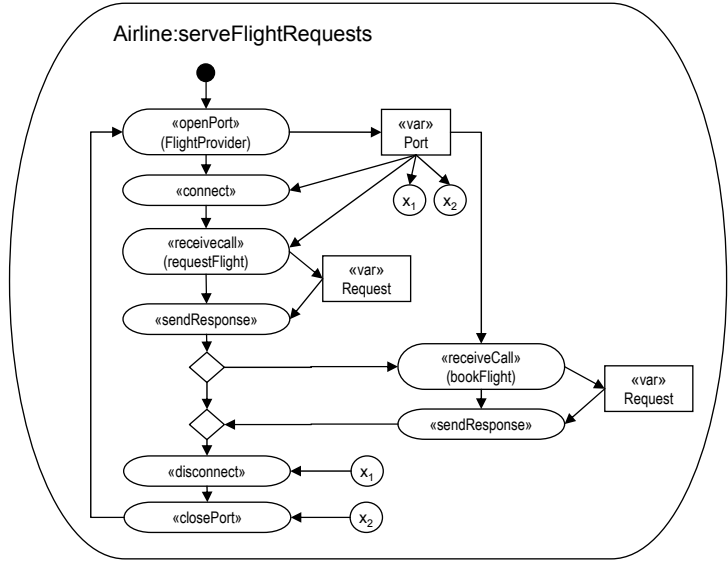 Airline:serveFlightRequests
«openPort»
(FlightProvider)
«var»
Port
«connect»
x₁
x₂
«receivecall»
(requestFlight)
«var»
Request
«sendResponse»
«receiveCall»
(bookFlight)
«var»
Request
«sendResponse»
«disconnect»
x₁
«closePort»
x₂